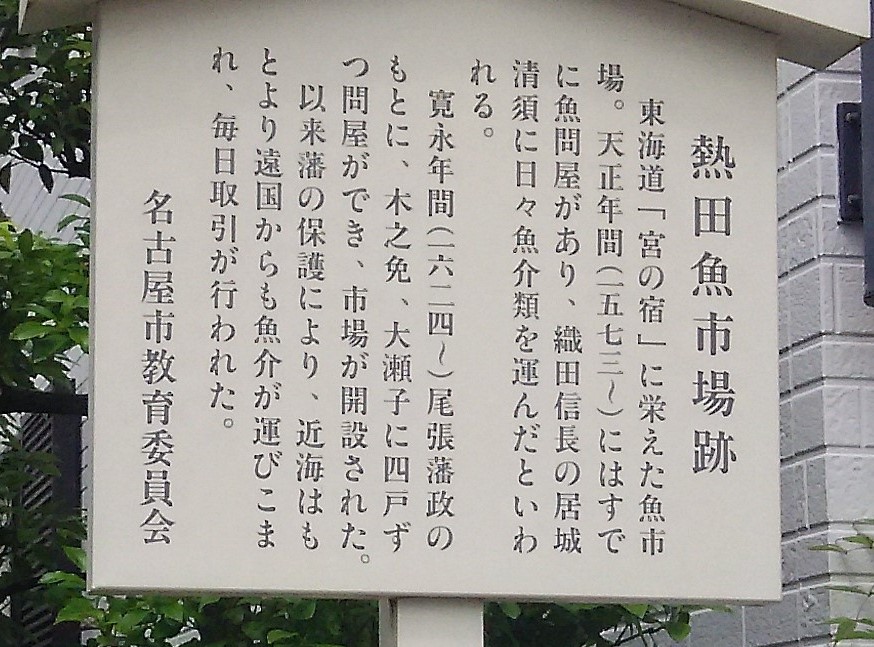 熱田魚市場跡
東海道「宮の宿」に栄えた魚市
場。天正年間(一五七三〜)にはすで
に魚問屋があり、織田信長の居城
清須に日々魚介類を運んだといわ
れる。
寛永年間(一六二四〜)尾張藩政の
もとに、木之免、大瀬子に四戸ず
つ問屋ができ、市場が開設された。
以来藩の保護により、近海はも
とより遠国からも魚介が運びこま
れ、毎日取引が行われた。
名古屋市教育委員会